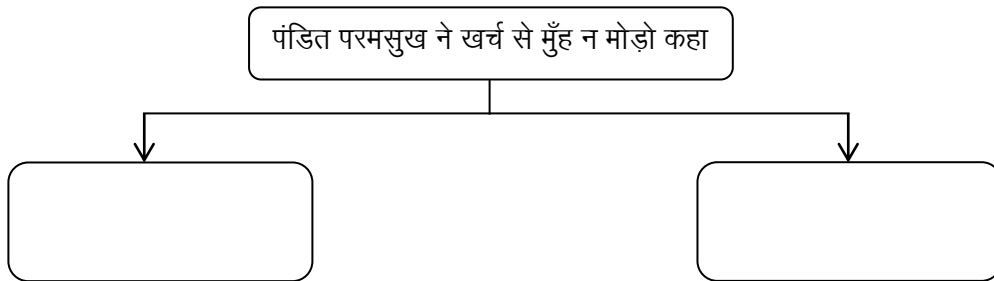 पंडित परमसुख ने खर्च से मुँह न मोड़ो कहा